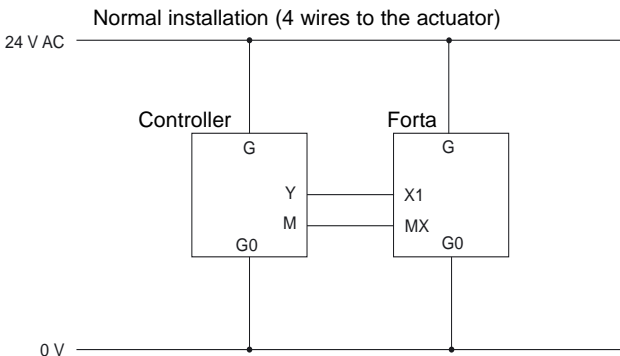 Normal installation (4 wires to the actuator)
24 V AC
Controller
Forta
G
G
Y
X1
M
MX
G0
G0
0 V